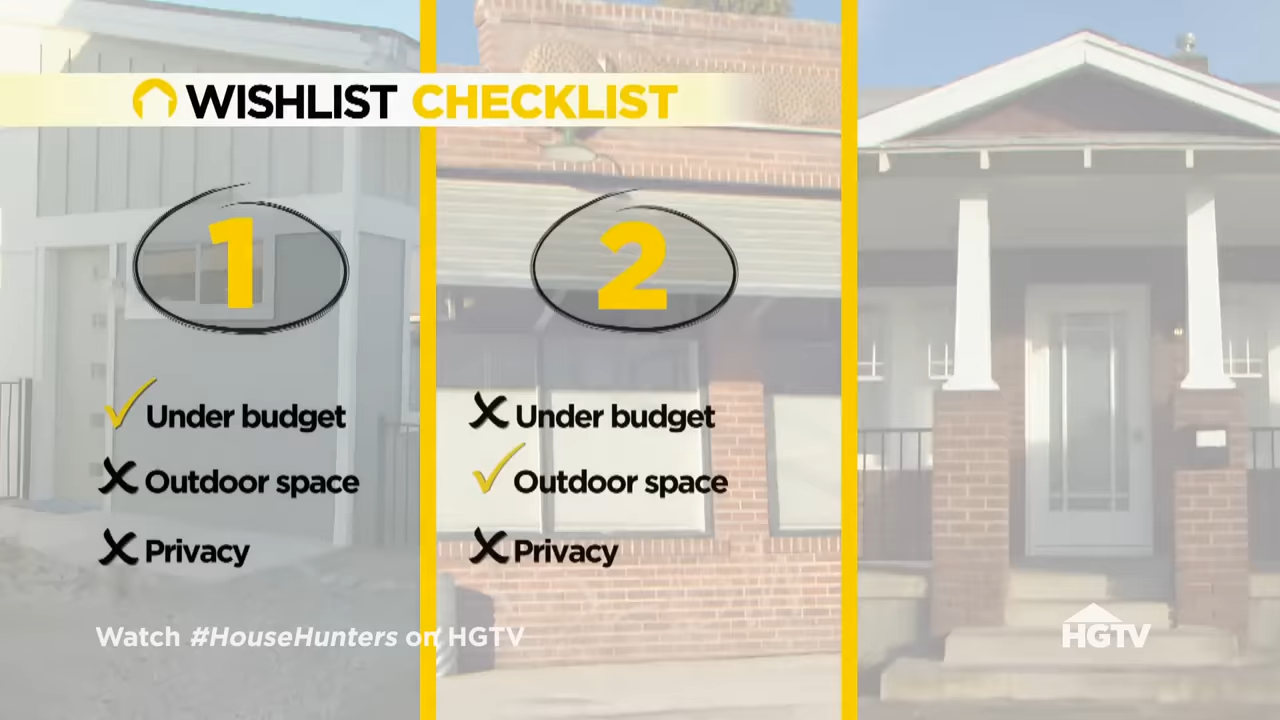 WISHLIST CHECKLIST
1
Under budget
Outdoor space
Privacy
2
Under budget
Outdoor space
Privacy
Watch #HouseHunters on HGTV
HGTV